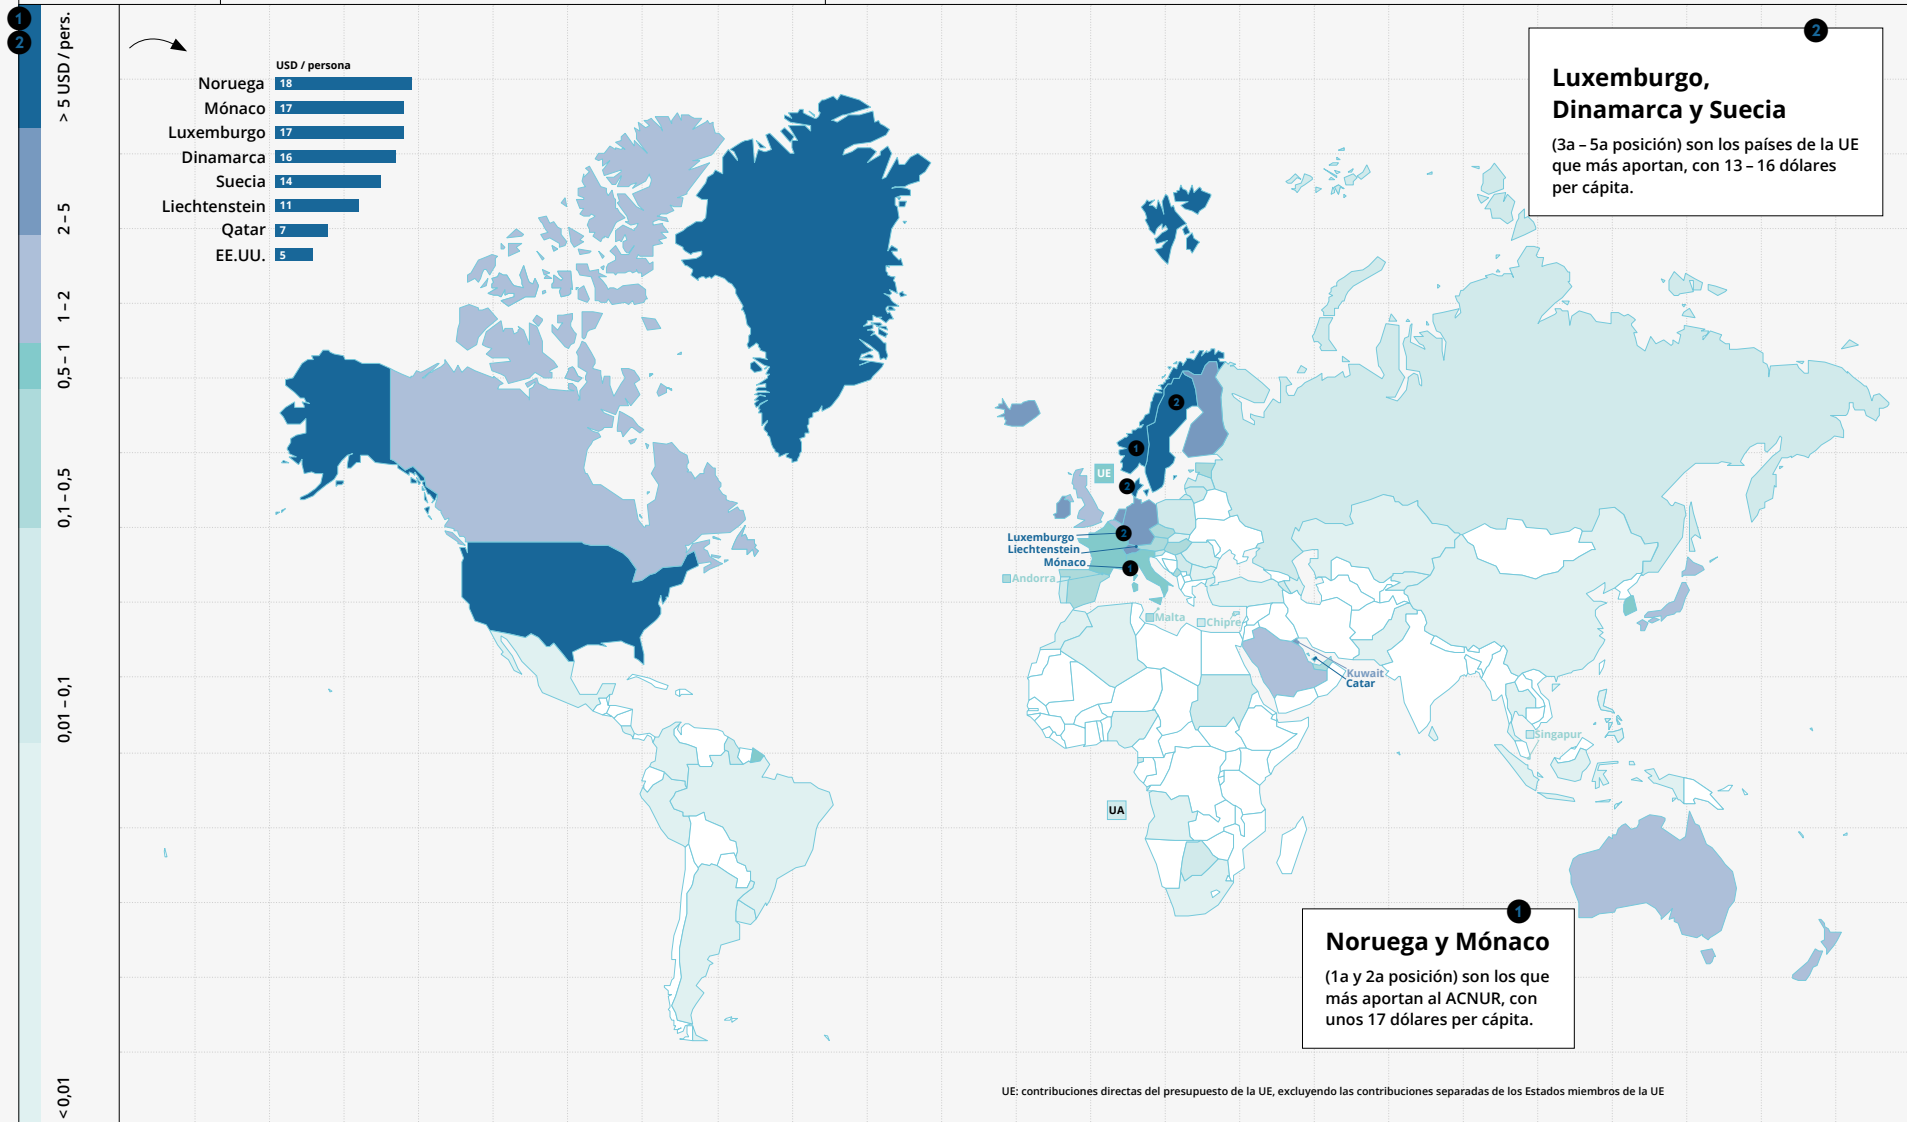 1
2
> 5 USD / pers.
2 – 5
1 – 2
0,5 – 1
0,1 – 0,5
0,01 – 0,1
< 0,01
USD / persona
Noruega 18
Mónaco 17
Luxemburgo 17
Dinamarca 16
Suecia 14
Liechtenstein 11
Qatar 7
EE.UU. 5
2
Luxemburgo,
Dinamarca y Suecia
(3a – 5a posición) son los países de la UE
que más aportan, con 13 – 16 dólares
per cápita.
2
1
UE
2
2
Luxemburgo
Liechtenstein
Mónaco
1
Andorra
Malta
Chipre
Kuwait
Catar
Singapur
UA
1
Noruega y Mónaco
(1a y 2a posición) son los que
más aportan al ACNUR, con
unos 17 dólares per cápita.
UE: contribuciones directas del presupuesto de la UE, excluyendo las contribuciones separadas de los Estados miembros de la UE